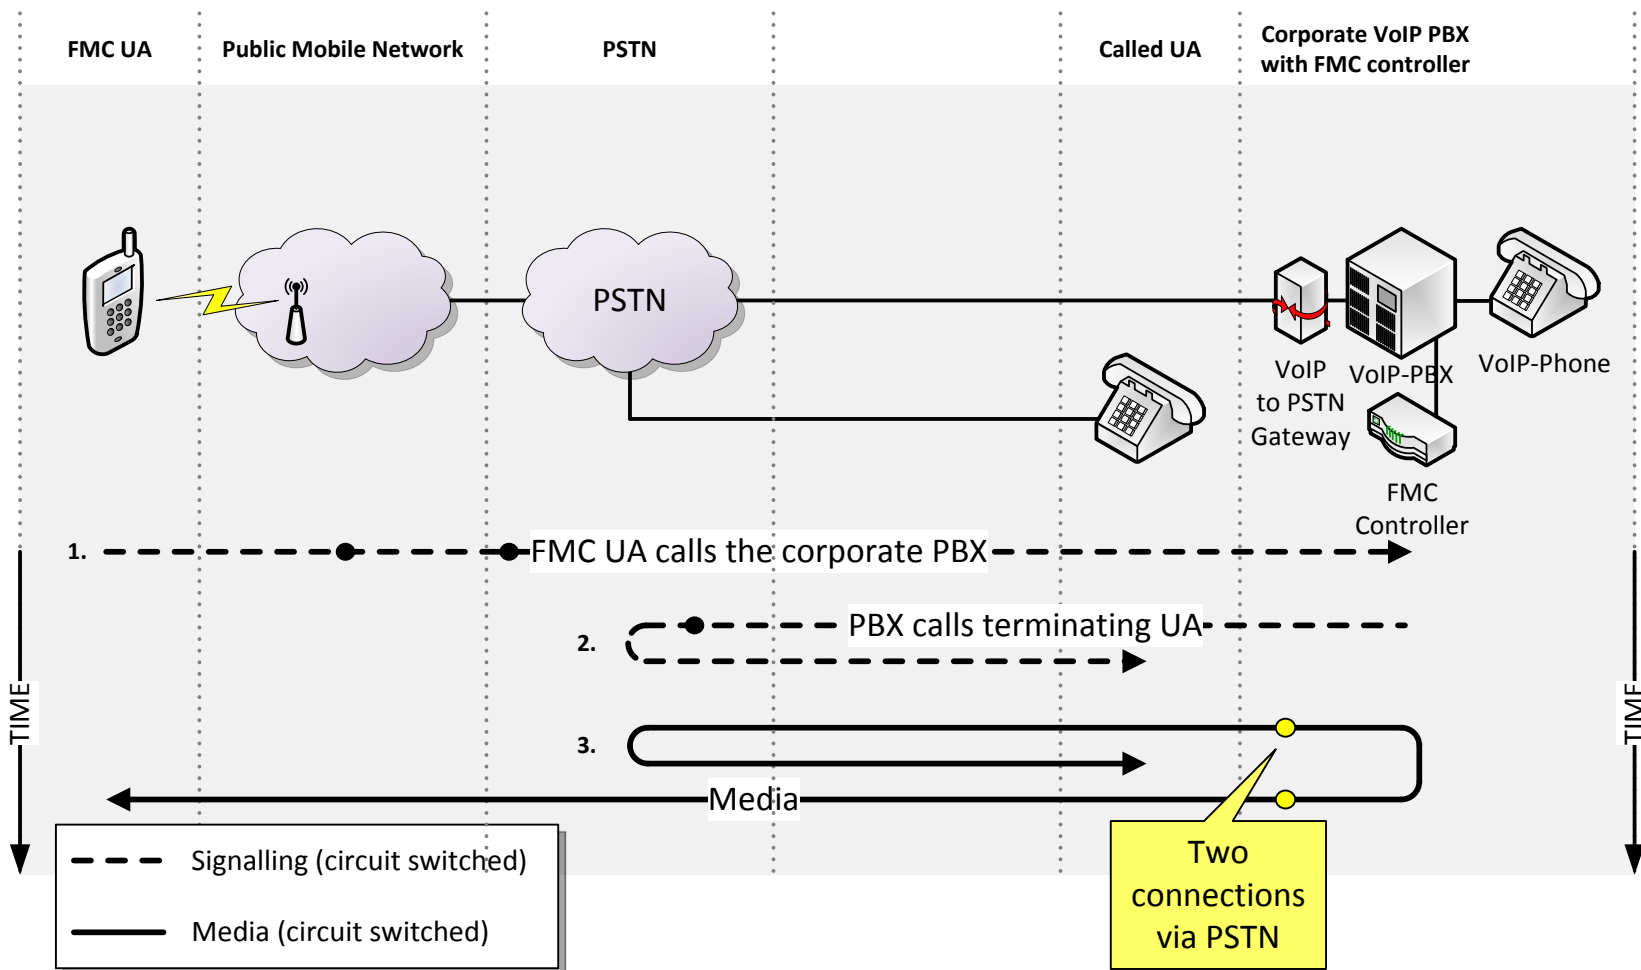 FMC UA
Public Mobile Network
PSTN
Called UA
Corporate VoIP PBX
with FMC controller
PSTN
VoIP
to PSTN
Gateway
VoIP-PBX
VoIP-Phone
FMC
Controller
1.
FMC UA calls the corporate PBX
PBX calls terminating UA
2.
3.
Media
TIME
TIME
Two
connections
via PSTN
Signalling (circuit switched)
Media (circuit switched)